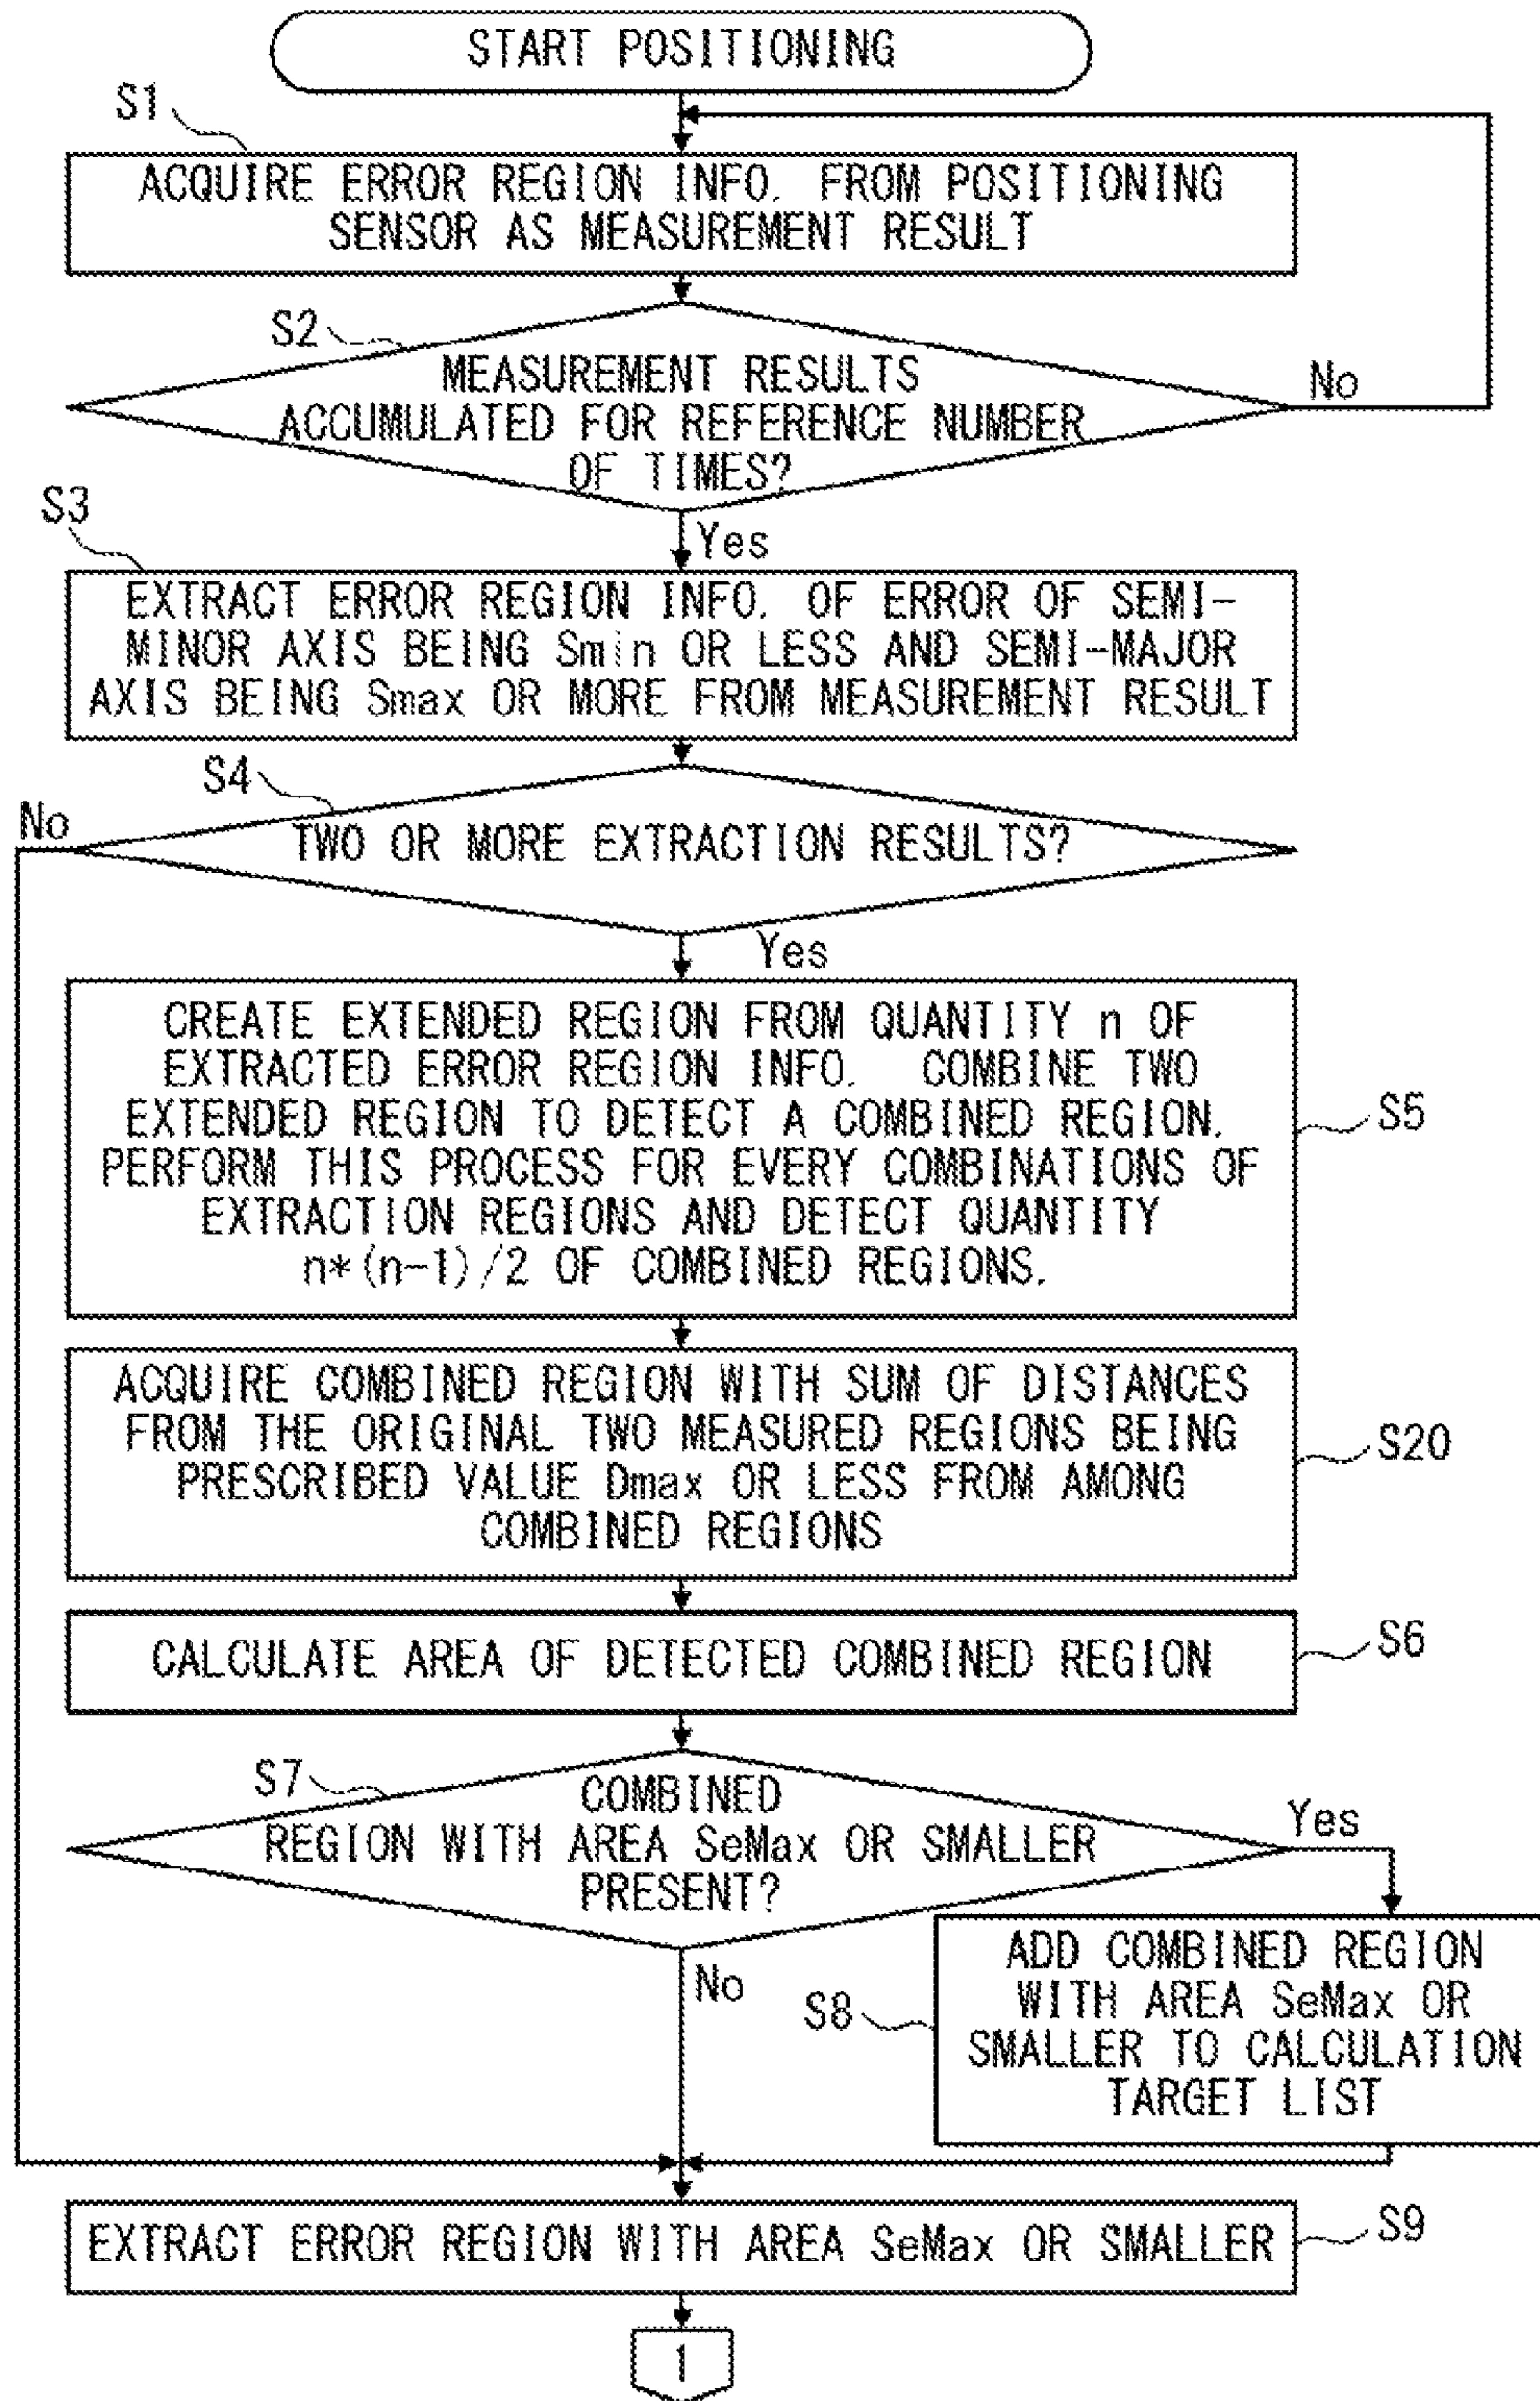 START POSITIONING
S1
ACQUIRE ERROR REGION INFO. FROM POSITIONING
SENSOR AS MEASUREMENT RESULT
S2
MEASUREMENT RESULTS
ACCUMULATED FOR REFERENCE NUMBER
OF TIMES?
No
Yes
S3
EXTRACT ERROR REGION INFO. OF ERROR OF SEMI-
MINOR AXIS BEING Smin OR LESS AND SEMI-MAJOR
AXIS BEING Smax OR MORE FROM MEASUREMENT RESULT
S4
No
TWO OR MORE EXTRACTION RESULTS?
Yes
CREATE EXTENDED REGION FROM QUANTITY n OF
EXTRACTED ERROR REGION INFO. COMBINE TWO
EXTENDED REGION TO DETECT A COMBINED REGION.
PERFORM THIS PROCESS FOR EVERY COMBINATIONS OF
EXTRACTION REGIONS AND DETECT QUANTITY
n*(n-1)/2 OF COMBINED REGIONS.
S5
ACQUIRE COMBINED REGION WITH SUM OF DISTANCES
FROM THE ORIGINAL TWO MEASURED REGIONS BEING
PRESCRIBED VALUE Dmax OR LESS FROM AMONG
COMBINED REGIONS
S20
CALCULATE AREA OF DETECTED COMBINED REGION
S6
S7
COMBINED
REGION WITH AREA SeMax OR SMALLER
PRESENT?
Yes
No
S8
ADD COMBINED REGION
WITH AREA SeMax OR
SMALLER TO CALCULATION
TARGET LIST
EXTRACT ERROR REGION WITH AREA SeMax OR SMALLER
S9
1